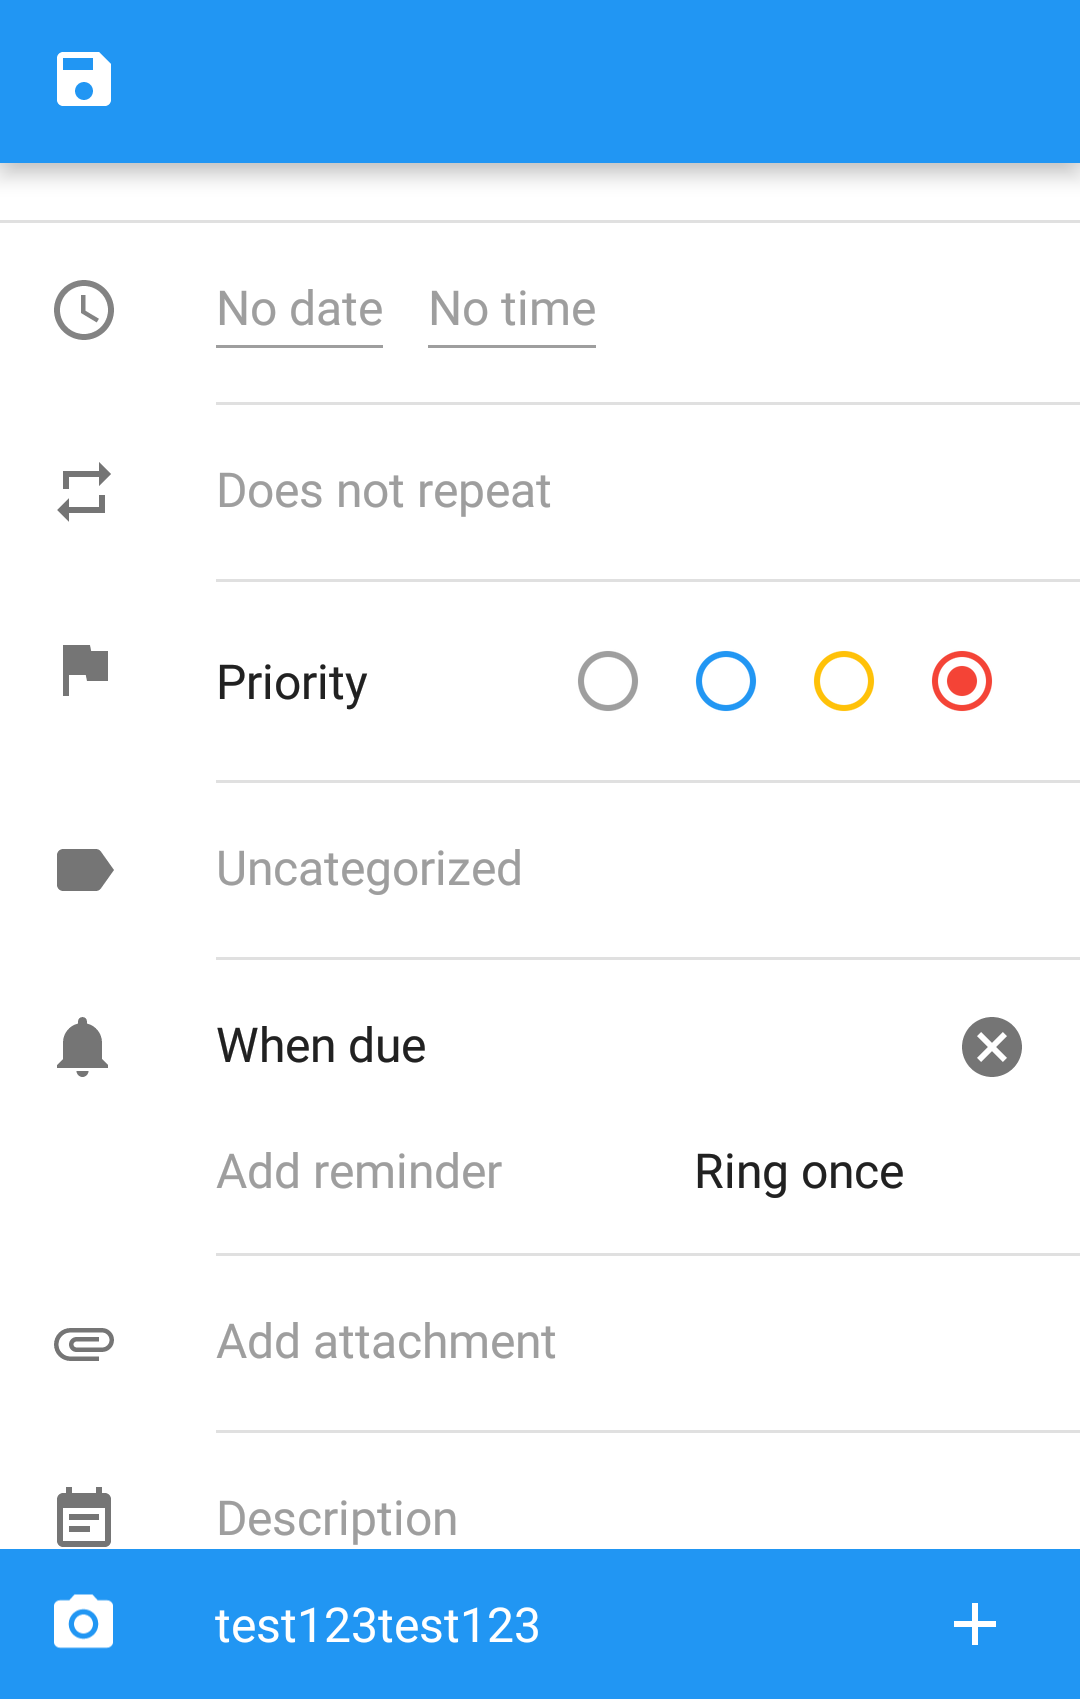 No date No time
Does not repeat
Priority
Uncategorized
When due
Add reminder Ring once
Add attachment
Description
test123test123